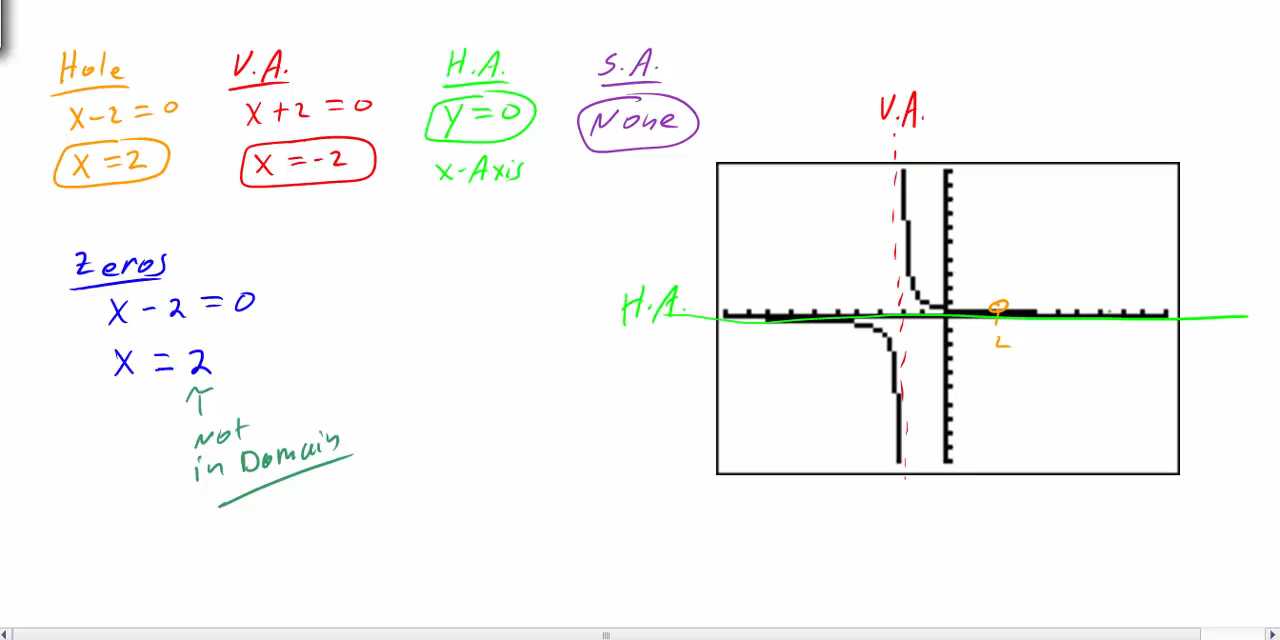 Hole
x-2=0
x=2
V.A.
x+2=0
x=-2
H.A.
y=0
x-Axis
S.A.
None
Zeros
x-2=0
x=2
↑
not
in Domain
V.A.
H.A.
2